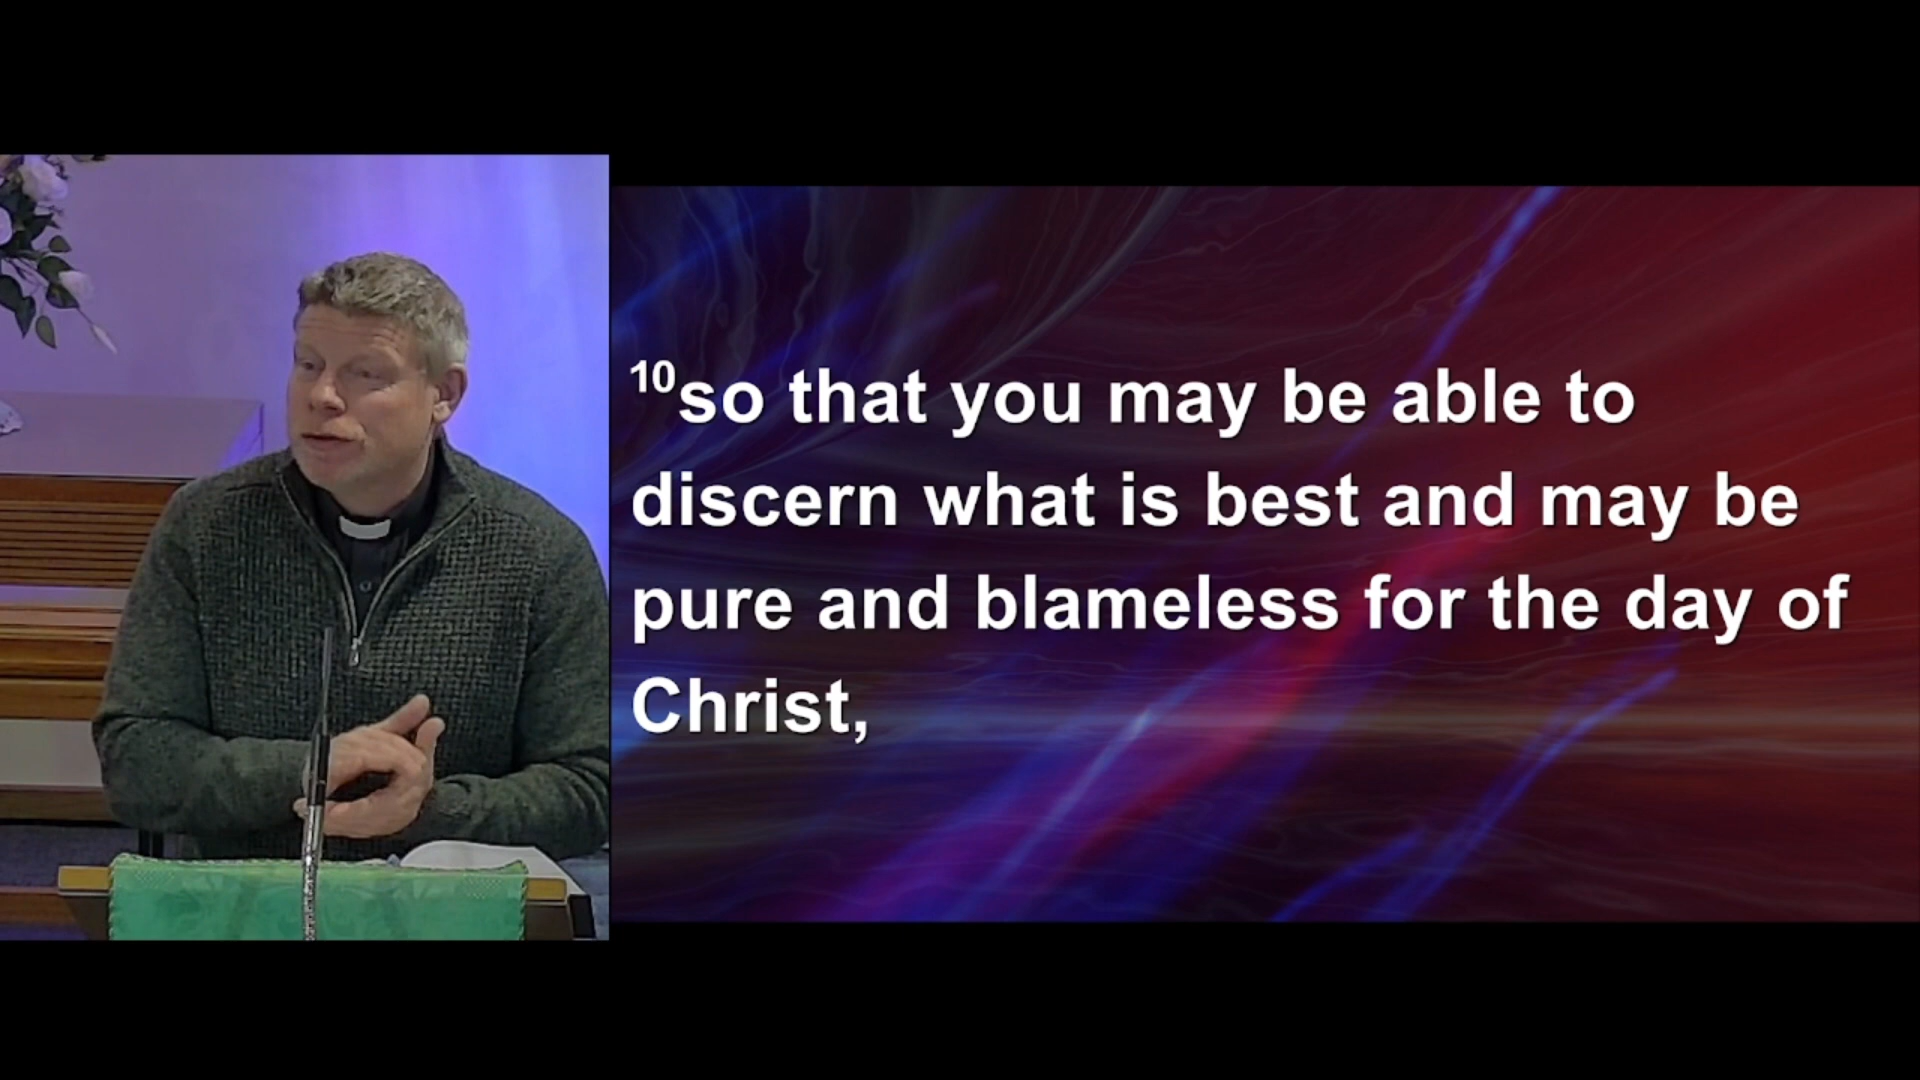 10so that you may be able to
discern what is best and may be
pure and blameless for the day of
Christ,